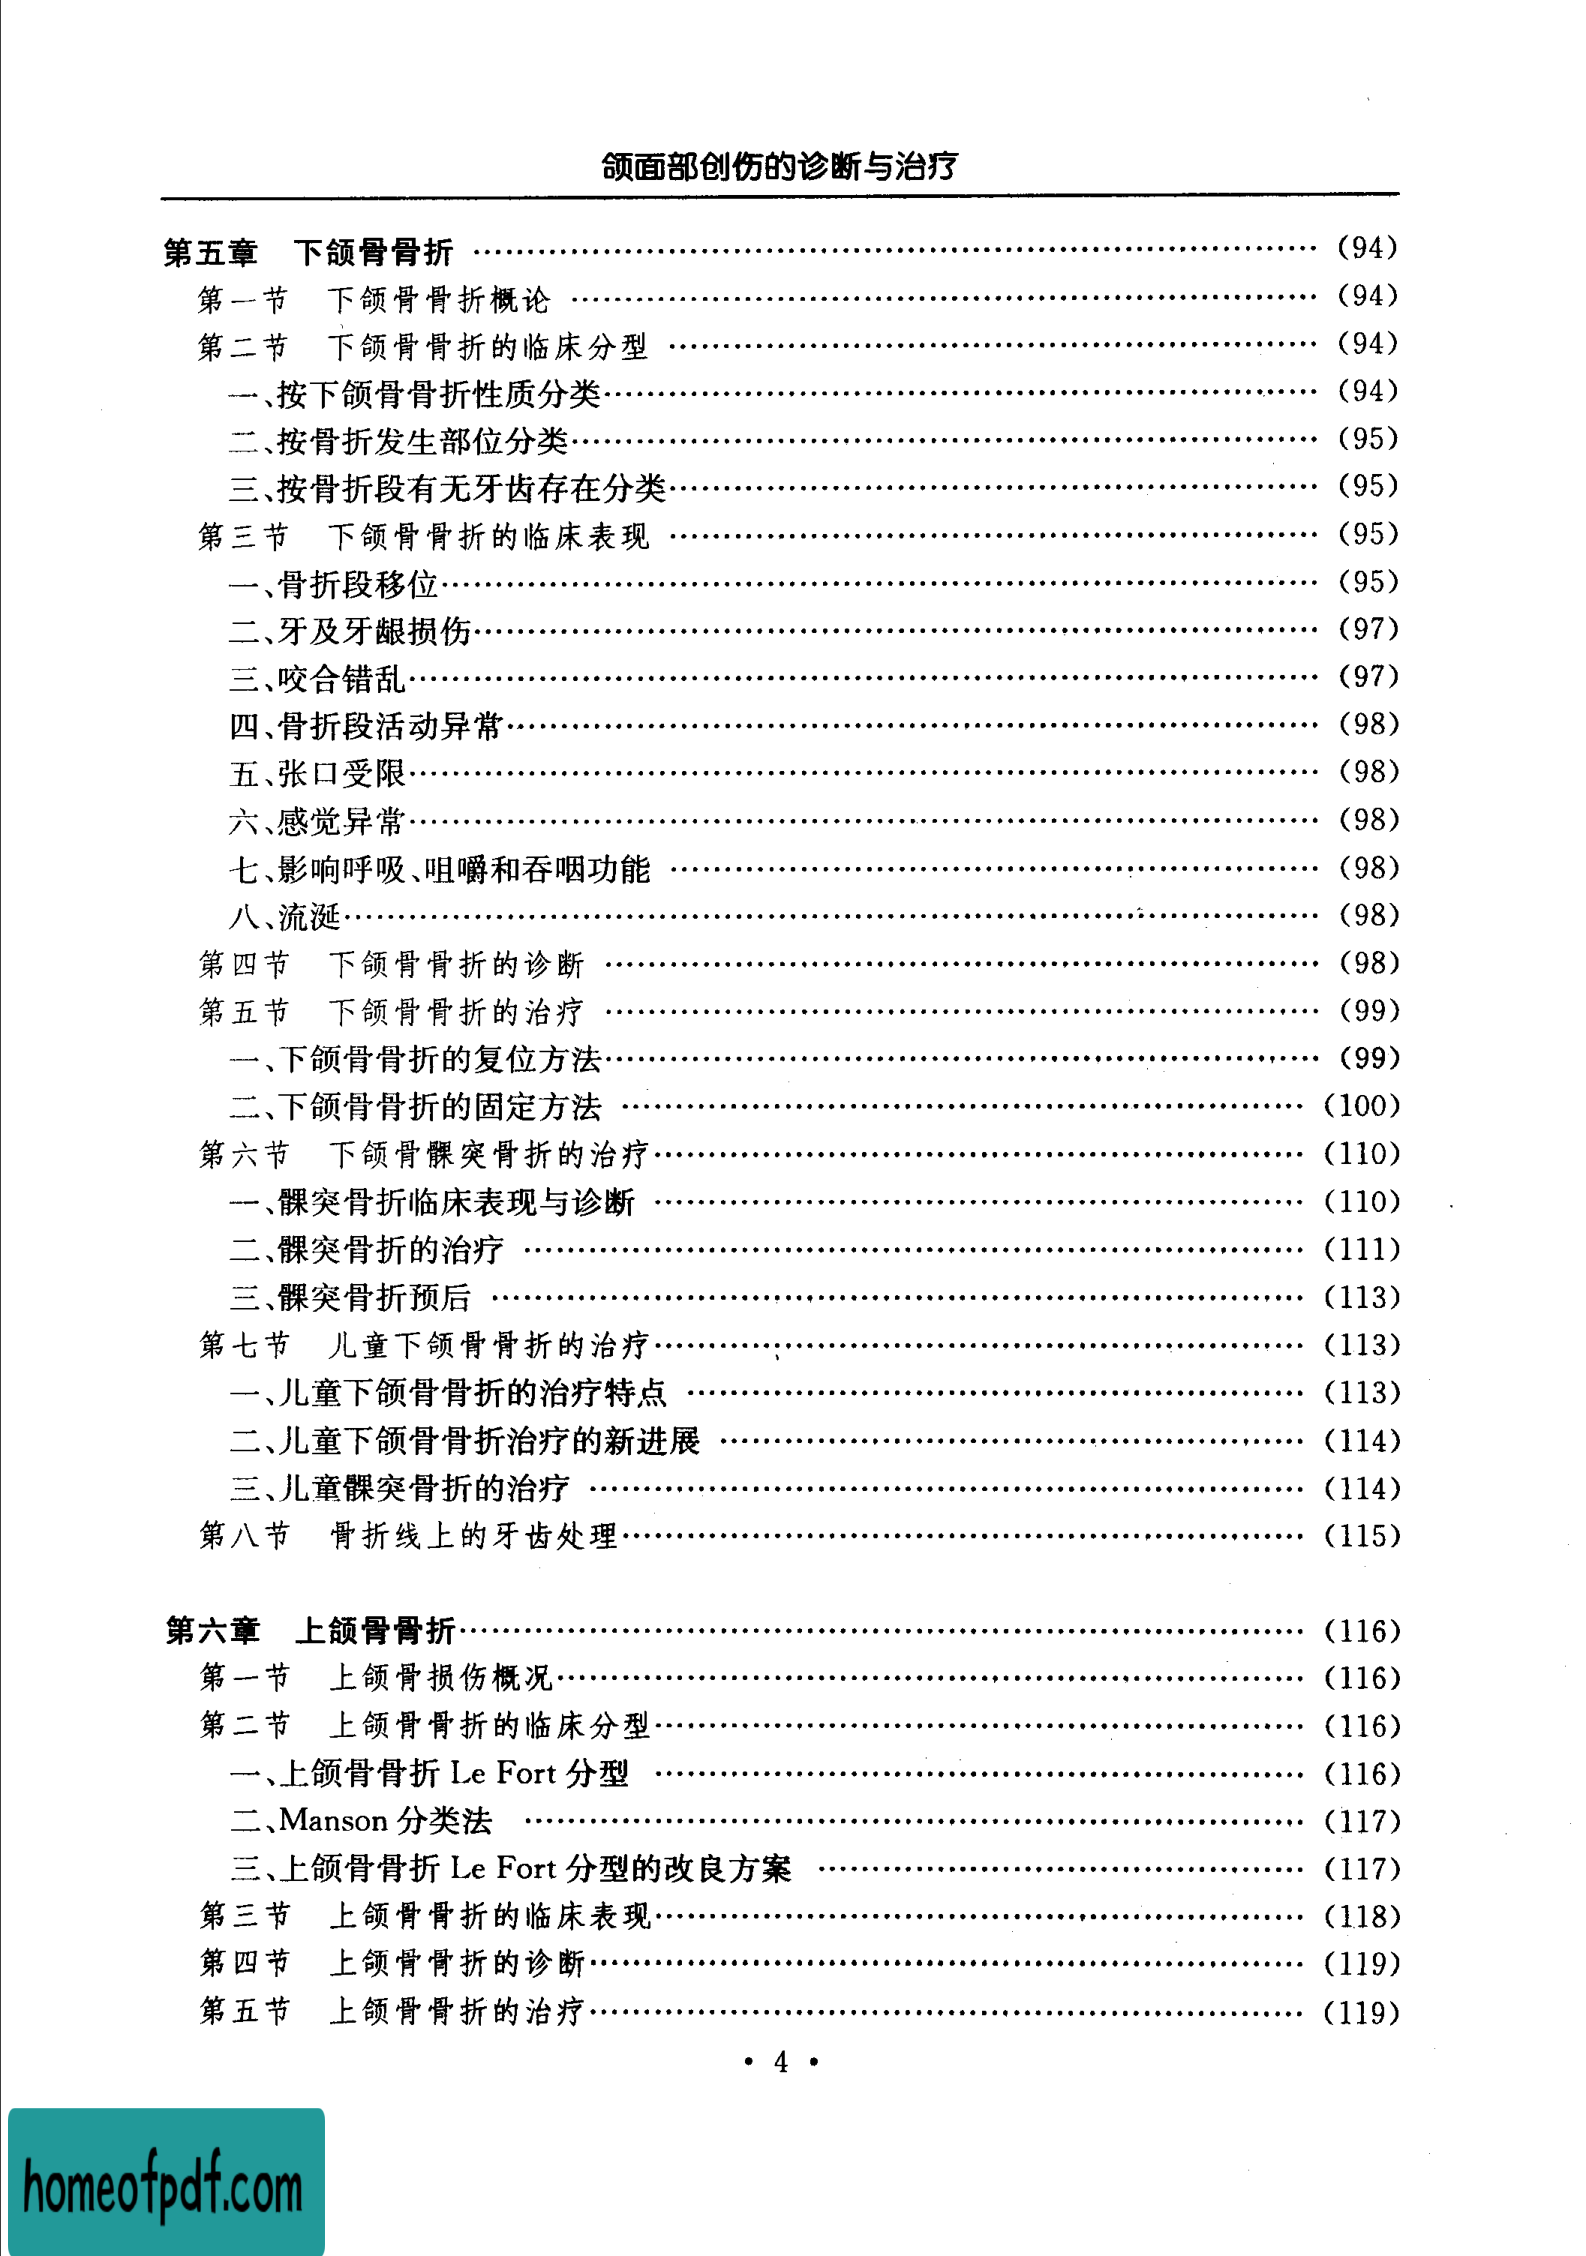 颌面部创伤的诊断与治疗
第五章 下颌骨骨折 …… (94)
第一节 下颌骨骨折概论 …… (94)
第二节 下颌骨骨折的临床分型 …… (94)
一、按下颌骨骨折性质分类…… (94)
二、按骨折发生部位分类…… (95)
三、按骨折段有无牙齿存在分类…… (95)
第三节 下颌骨骨折的临床表现 …… (95)
一、骨折段移位…… (95)
二、牙及牙龈损伤…… (97)
三、咬合错乱…… (97)
四、骨折段活动异常…… (98)
五、张口受限…… (98)
六、感觉异常…… (98)
七、影响呼吸、咀嚼和吞咽功能 …… (98)
八、流涎…… (98)
第四节 下颌骨骨折的诊断 …… (98)
第五节 下颌骨骨折的治疗 …… (99)
一、下颌骨骨折的复位方法…… (99)
二、下颌骨骨折的固定方法 …… (100)
第六节 下颌骨髁突骨折的治疗…… (110)
一、髁突骨折临床表现与诊断 …… (110)
二、髁突骨折的治疗 …… (111)
三、髁突骨折预后 …… (113)
第七节 儿童下颌骨骨折的治疗…… (113)
一、儿童下颌骨骨折的治疗特点 …… (113)
二、儿童下颌骨骨折治疗的新进展 …… (114)
三、儿童髁突骨折的治疗 …… (114)
第八节 骨折线上的牙齿处理…… (115)
第六章 上颌骨骨折…… (116)
第一节 上颌骨损伤概况…… (116)
第二节 上颌骨骨折的临床分型…… (116)
一、上颌骨骨折 Le Fort 分型 …… (116)
二、Manson 分类法 …… (117)
三、上颌骨骨折 Le Fort 分型的改良方案 …… (117)
第三节 上颌骨骨折的临床表现…… (118)
第四节 上颌骨骨折的诊断…… (119)
第五节 上颌骨骨折的治疗…… (119)
• 4 •
homeofpdf.com